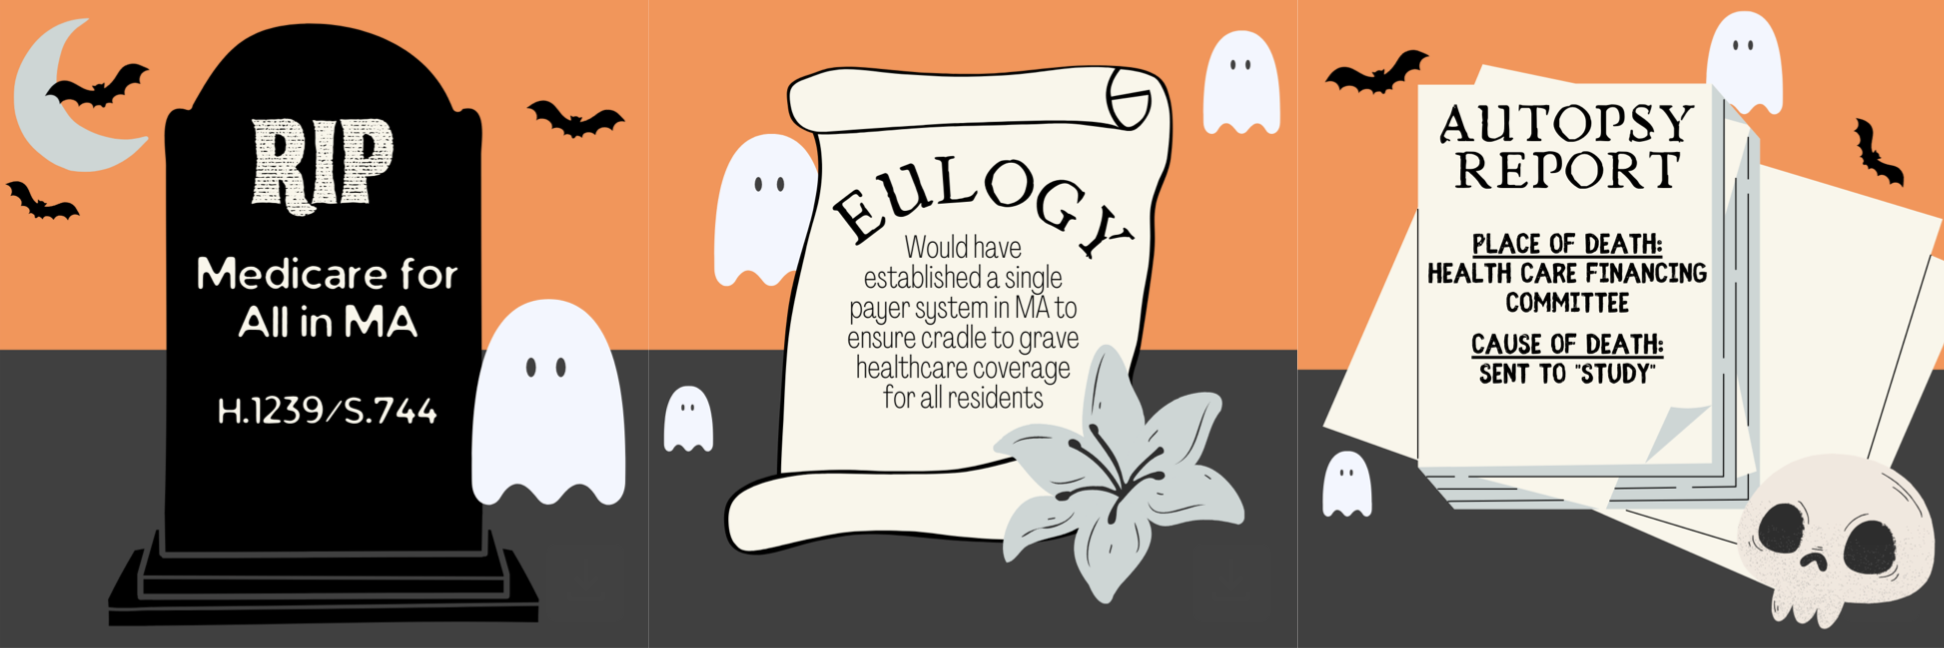 RIP
Medicare for
All in MA
H.1239/S.744
EULOGY
Would have
established a single
payer system in MA to
ensure cradle to grave
healthcare coverage
for all residents
AUTOPSY
REPORT
PLACE OF DEATH:
HEALTH CARE FINANCING
COMMITTEE
CAUSE OF DEATH:
SENT TO "STUDY"